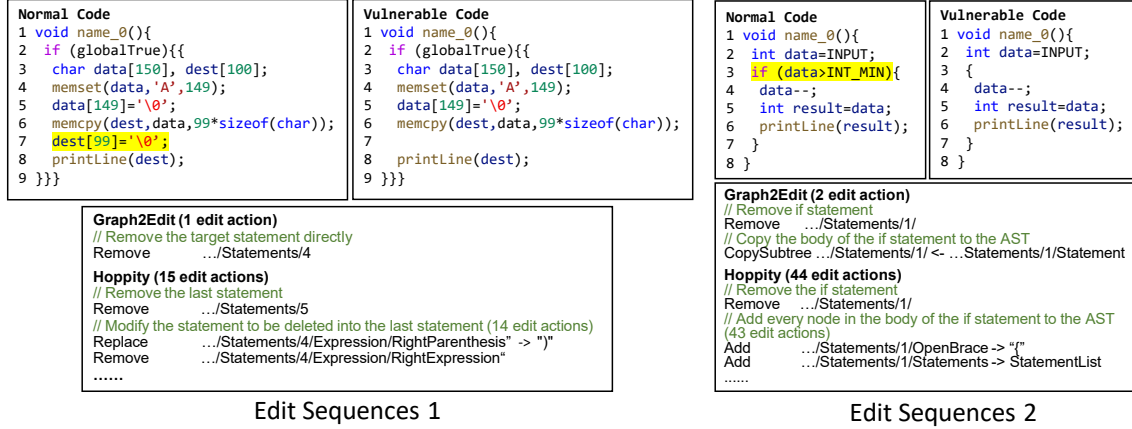 Normal Code
1 void name_0(){
2 if (globalTrue){{
3 char data[150], dest[100];
4 memset(data,'A’,149);
5 data[149]='\0’;
6 memcpy(dest,data,99*sizeof(char));
7 dest[99]='\0’;
8 printLine(dest);
9 }}}
Vulnerable Code
1 void name_0(){
2 if (globalTrue){{
3 char data[150], dest[100];
4 memset(data,'A’,149);
5 data[149]='\0’;
6 memcpy(dest,data,99*sizeof(char));
7
8 printLine(dest);
9 }}}
Graph2Edit (1 edit action)
// Remove the target statement directly
Remove …/Statements/4
Hoppity (15 edit actions)
// Remove the last statement
Remove …/Statements/5
// Modify the statement to be deleted into the last statement (14 edit actions)
Replace …/Statements/4/Expression/RightParenthesis” -> ")"
Remove …/Statements/4/Expression/RightExpression“
……
Edit Sequences 1
Normal Code
1 void name_0(){
2 int data=INPUT;
3 if (data>INT_MIN){
4 data--;
5 int result=data;
6 printLine(result);
7 }
8 }
Vulnerable Code
1 void name_0(){
2 int data=INPUT;
3 {
4 data--;
5 int result=data;
6 printLine(result);
7 }
8 }
Graph2Edit (2 edit action)
// Remove if statement
Remove …/Statements/1/
// Copy the body of the if statement to the AST
CopySubtree …/Statements/1/ <- …Statements/1/Statement
Hoppity (44 edit actions)
// Remove the if statement
Remove …/Statements/1/
// Add every node in the body of the if statement to the AST
(43 edit actions)
Add …/Statements/1/OpenBrace -> “{”
Add …/Statements/1/Statements -> StatementList
......
Edit Sequences 2